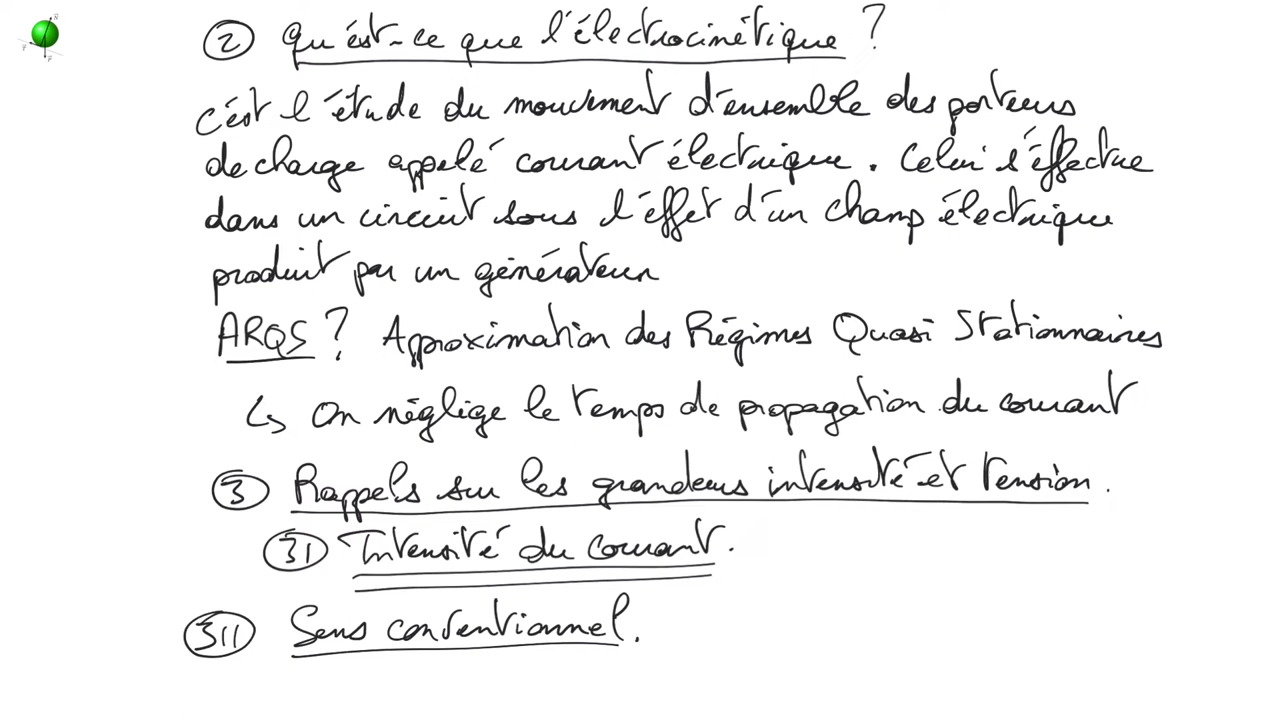 ② Qu'est-ce que l'électrocinétique ?
C'est l'étude du mouvement d'ensemble des porteurs
de charge appelé courant électrique. Celui s'effectue
dans un circuit sous l'effet d'un champ électrique
produit par un générateur
ARQS ? Approximation des Régimes Quasi Stationnaires
↳ On néglige le temps de propagation du courant
③ Rappels sur les grandeurs intensité et tension.
31 Intensité du courant.
311 Sens conventionnel.